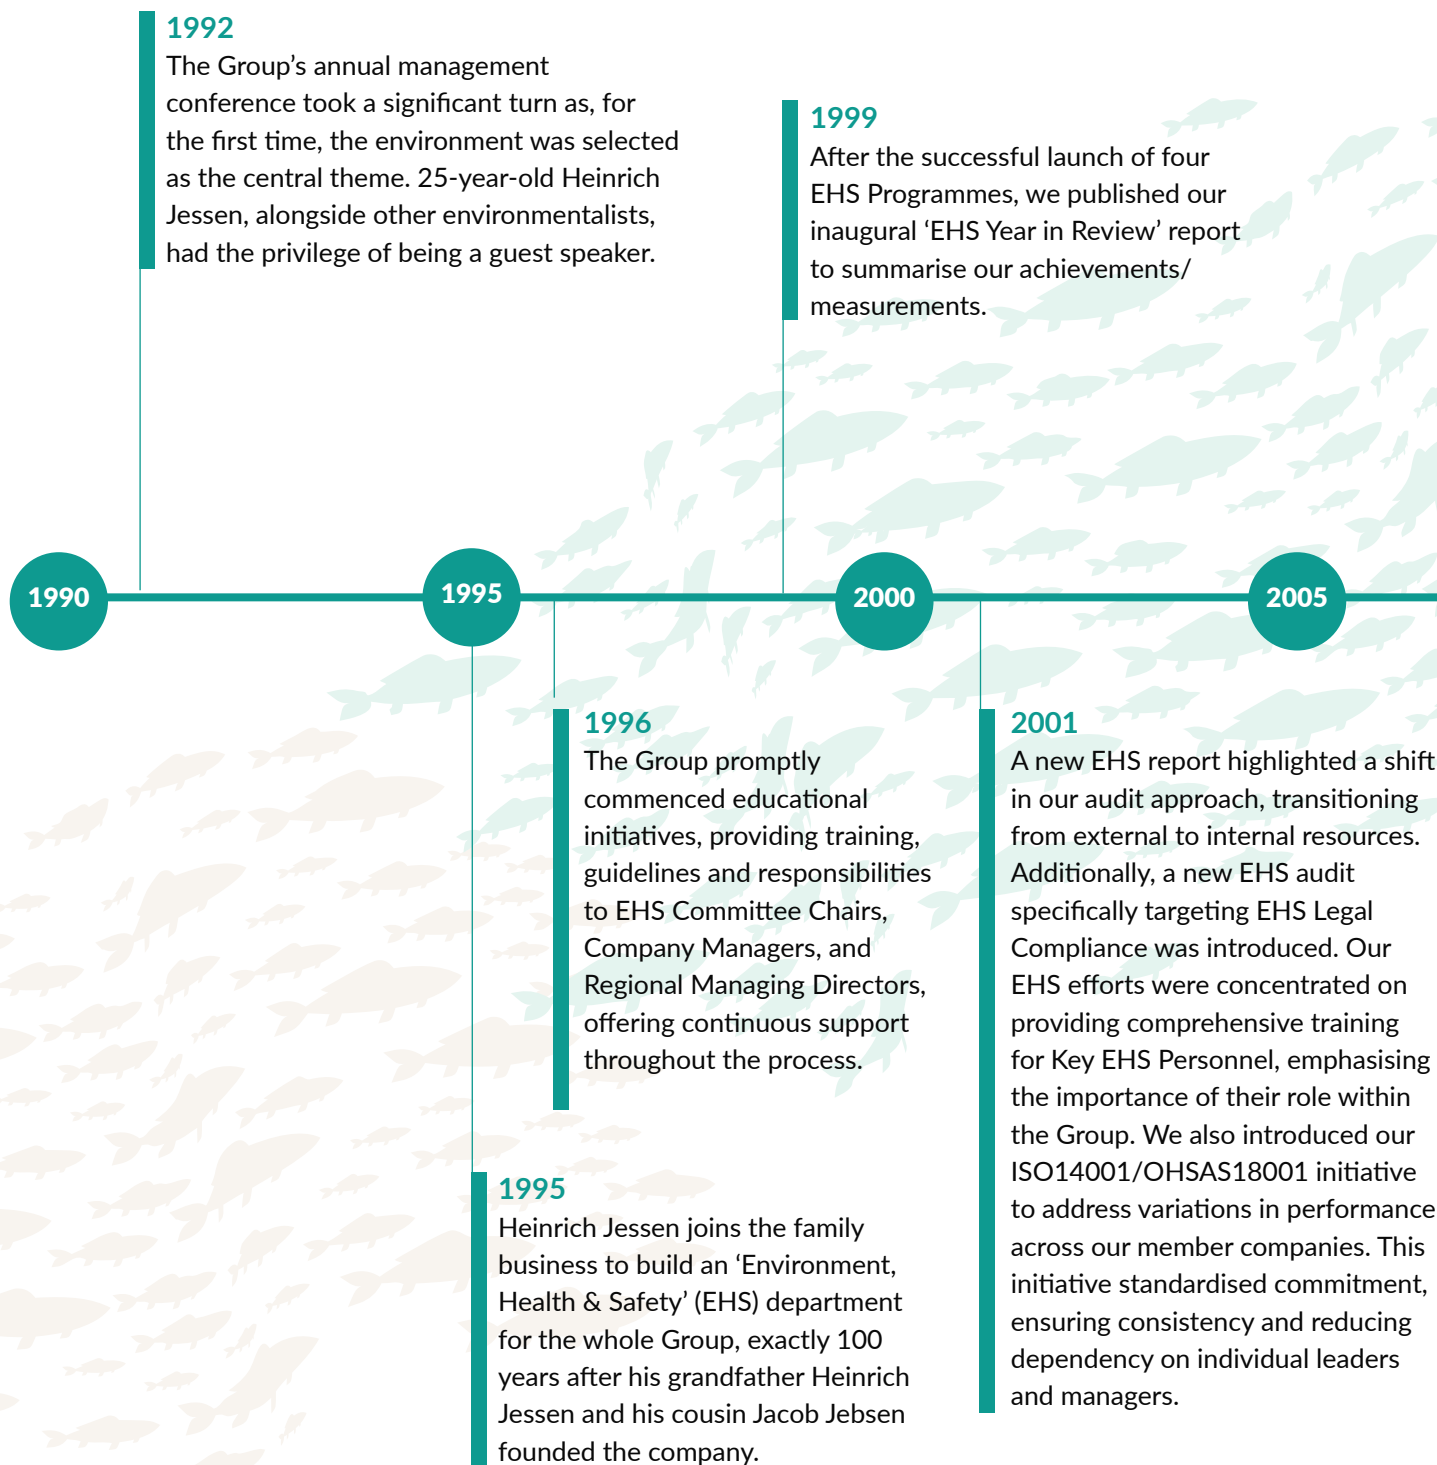 1992
The Group’s annual management
conference took a significant turn as, for
the first time, the environment was selected
as the central theme. 25-year-old Heinrich
Jessen, alongside other environmentalists,
had the privilege of being a guest speaker.
1999
After the successful launch of four
EHS Programmes, we published our
inaugural ‘EHS Year in Review’ report
to summarise our achievements/
measurements.
1990
1995
2000
2005
1996
The Group promptly
commenced educational
initiatives, providing training,
guidelines and responsibilities
to EHS Committee Chairs,
Company Managers, and
Regional Managing Directors,
offering continuous support
throughout the process.
2001
A new EHS report highlighted a shift
in our audit approach, transitioning
from external to internal resources.
Additionally, a new EHS audit
specifically targeting EHS Legal
Compliance was introduced. Our
EHS efforts were concentrated on
providing comprehensive training
for Key EHS Personnel, emphasising
the importance of their role within
the Group. We also introduced our
ISO14001/OHSAS18001 initiative
to address variations in performance
across our member companies. This
initiative standardised commitment,
ensuring consistency and reducing
dependency on individual leaders
and managers.
1995
Heinrich Jessen joins the family
business to build an ‘Environment,
Health & Safety’ (EHS) department
for the whole Group, exactly 100
years after his grandfather Heinrich
Jessen and his cousin Jacob Jebsen
founded the company.